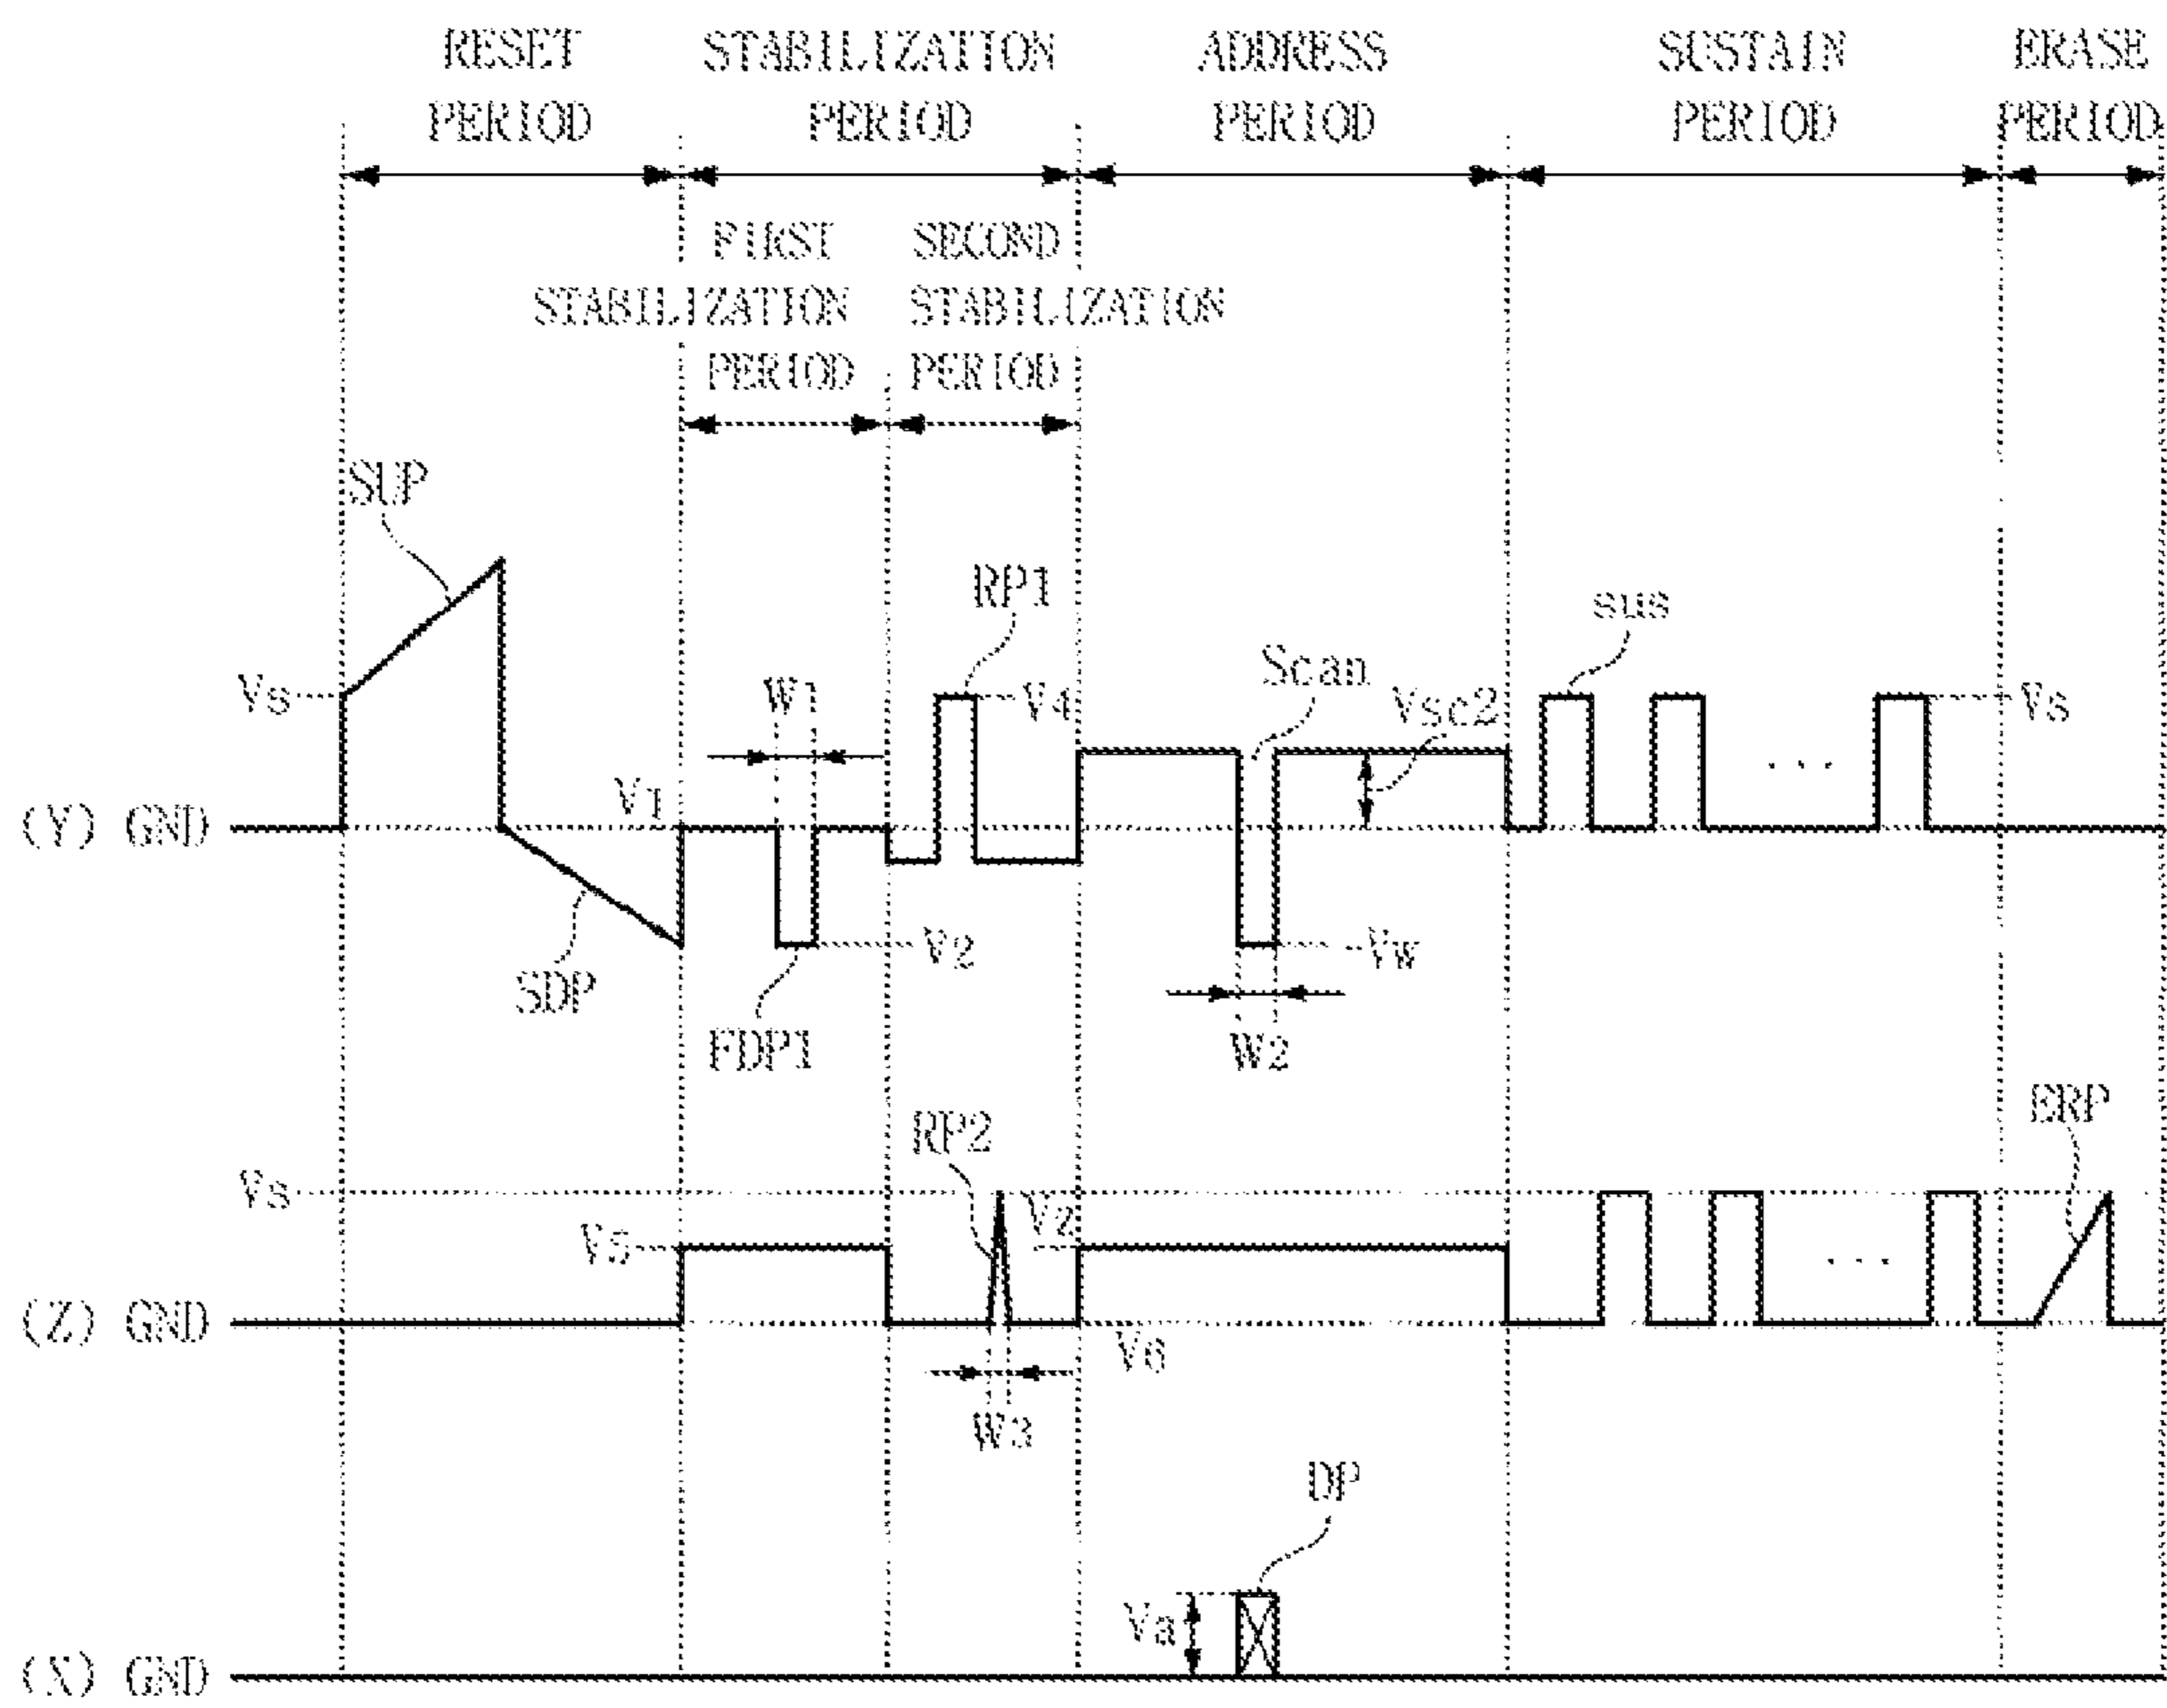 RESET PERIOD
STABILIZATION PERIOD
ADDRESS PERIOD
SUSTAIN PERIOD
ERASE PERIOD
FIRST STABILIZATION PERIOD
SECOND STABILIZATION PERIOD
SUP
RP1
sus
Scan
Vs
W1
V4
Vsc2
Vs
V1
(Y) GND
V2
-Vw
SDP
FDP1
W2
ERP
RP2
Vs
Vz
V5
(Z) GND
V6
W3
DP
Va
(X) GND